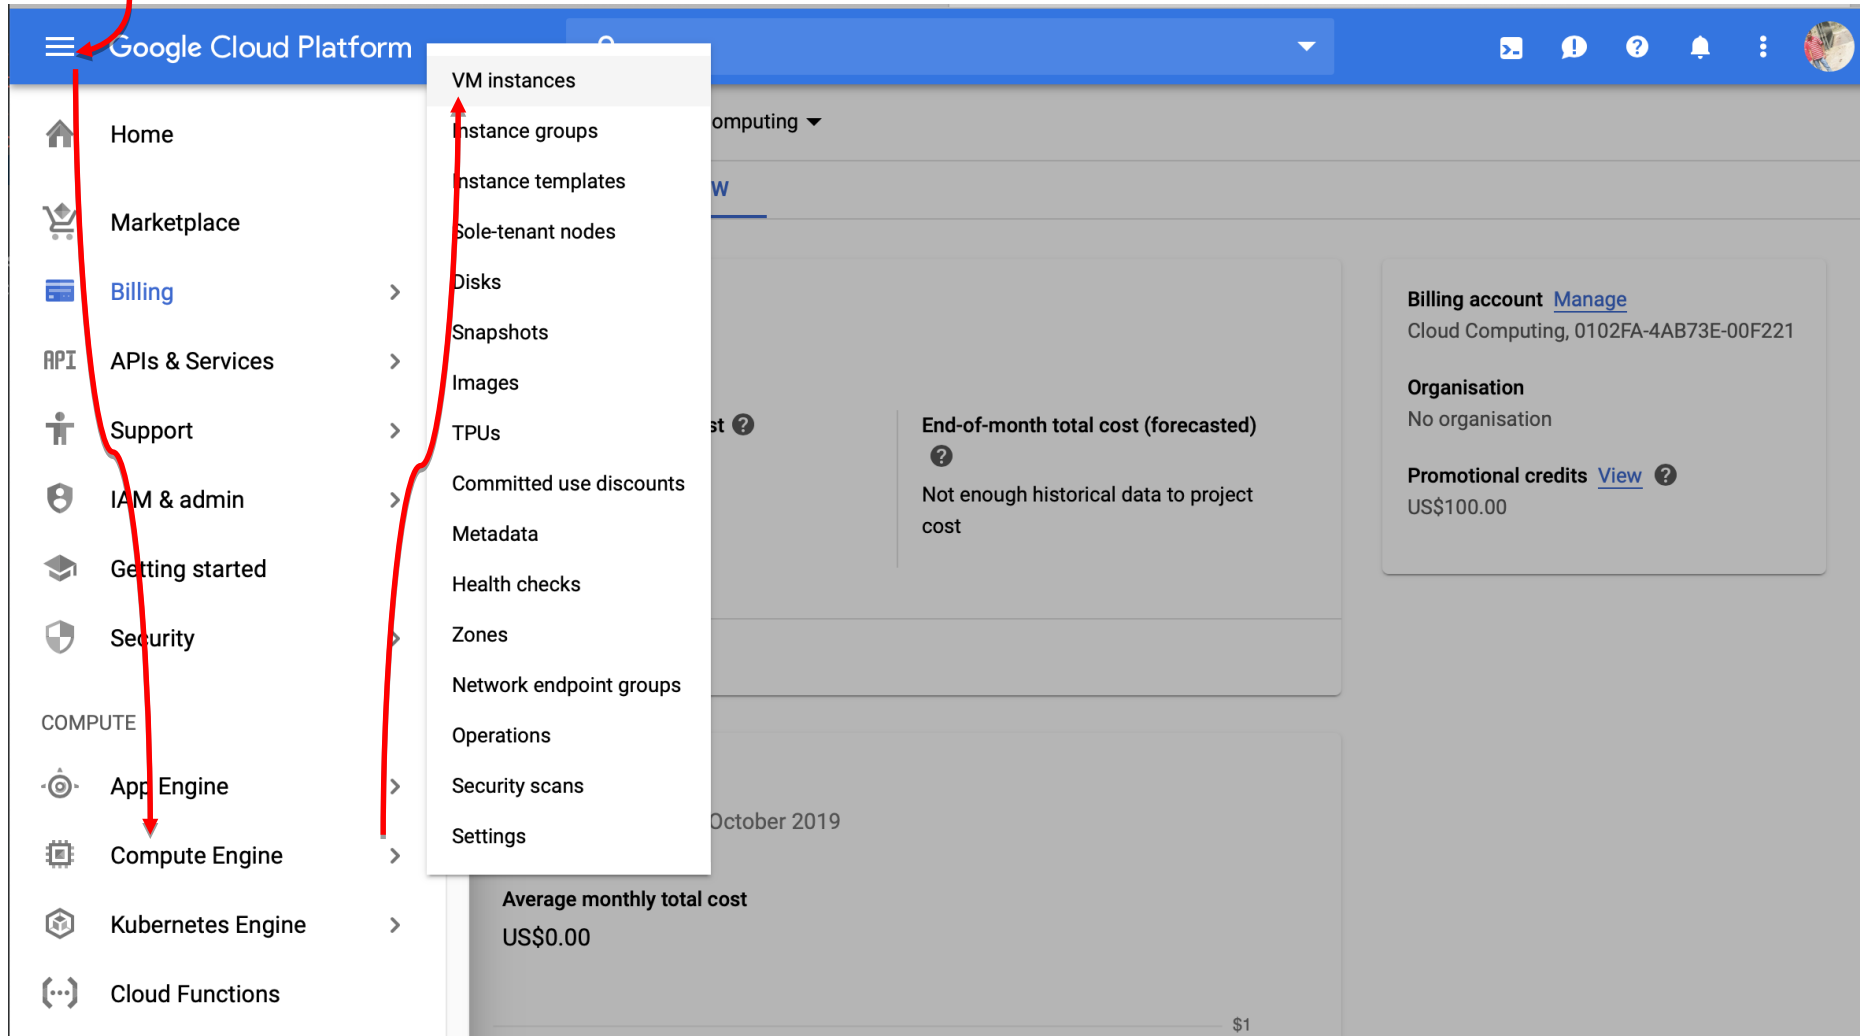 Google Cloud Platform
Home
Marketplace
Billing
API
APIs & Services
Support
IAM & admin
Getting started
Security
COMPUTE
App Engine
Compute Engine
Kubernetes Engine
Cloud Functions
VM instances
Instance groups
Instance templates
Sole-tenant nodes
Disks
Snapshots
Images
TPUs
Committed use discounts
Metadata
Health checks
Zones
Network endpoint groups
Operations
Security scans
Settings
omputing
W
st
End-of-month total cost (forecasted)
Not enough historical data to project
cost
October 2019
Average monthly total cost
US$0.00
$1
Billing account Manage
Cloud Computing, 0102FA-4AB73E-00F221
Organisation
No organisation
Promotional credits View
US$100.00